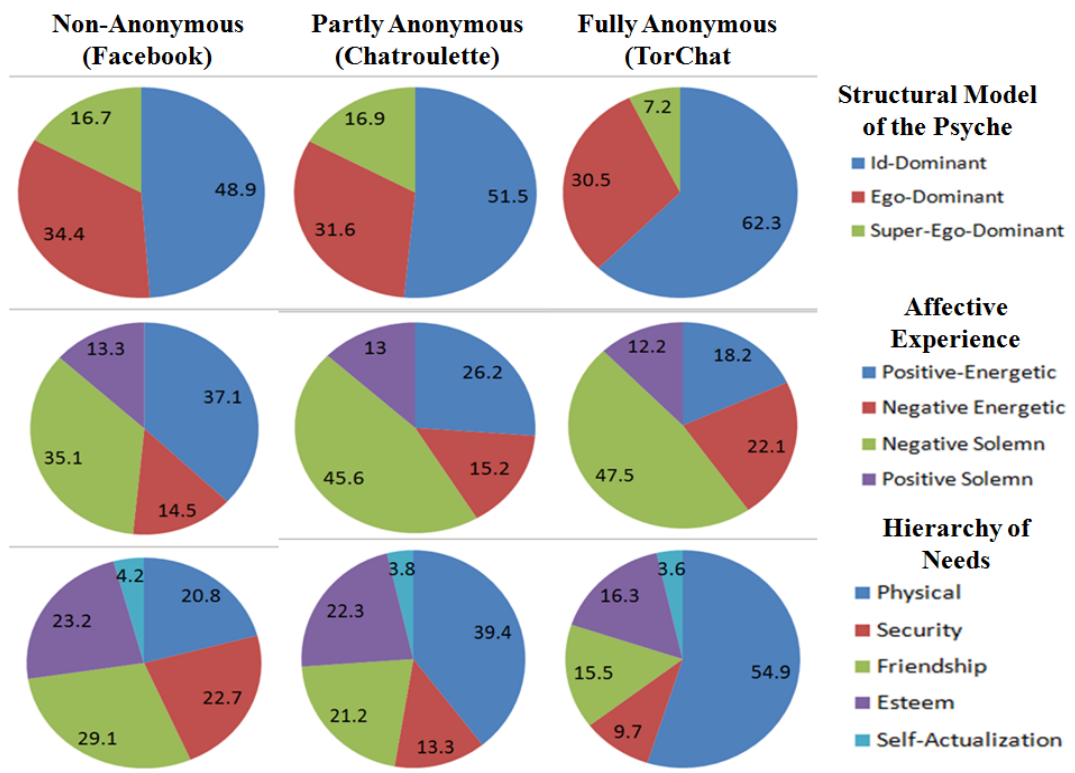 Non-Anonymous
(Facebook)
Partly Anonymous
(Chatroulette)
Fully Anonymous
(TorChat
16.7
48.9
34.4
16.9
51.5
31.6
7.2
30.5
62.3
Structural Model
of the Psyche
Id-Dominant
Ego-Dominant
Super-Ego-Dominant
13.3
37.1
35.1
14.5
13
26.2
45.6
15.2
12.2
18.2
22.1
47.5
Affective
Experience
Positive-Energetic
Negative Energetic
Negative Solemn
Positive Solemn
4.2
20.8
23.2
22.7
29.1
3.8
22.3
39.4
21.2
13.3
3.6
16.3
15.5
54.9
9.7
Hierarchy of
Needs
Physical
Security
Friendship
Esteem
Self-Actualization